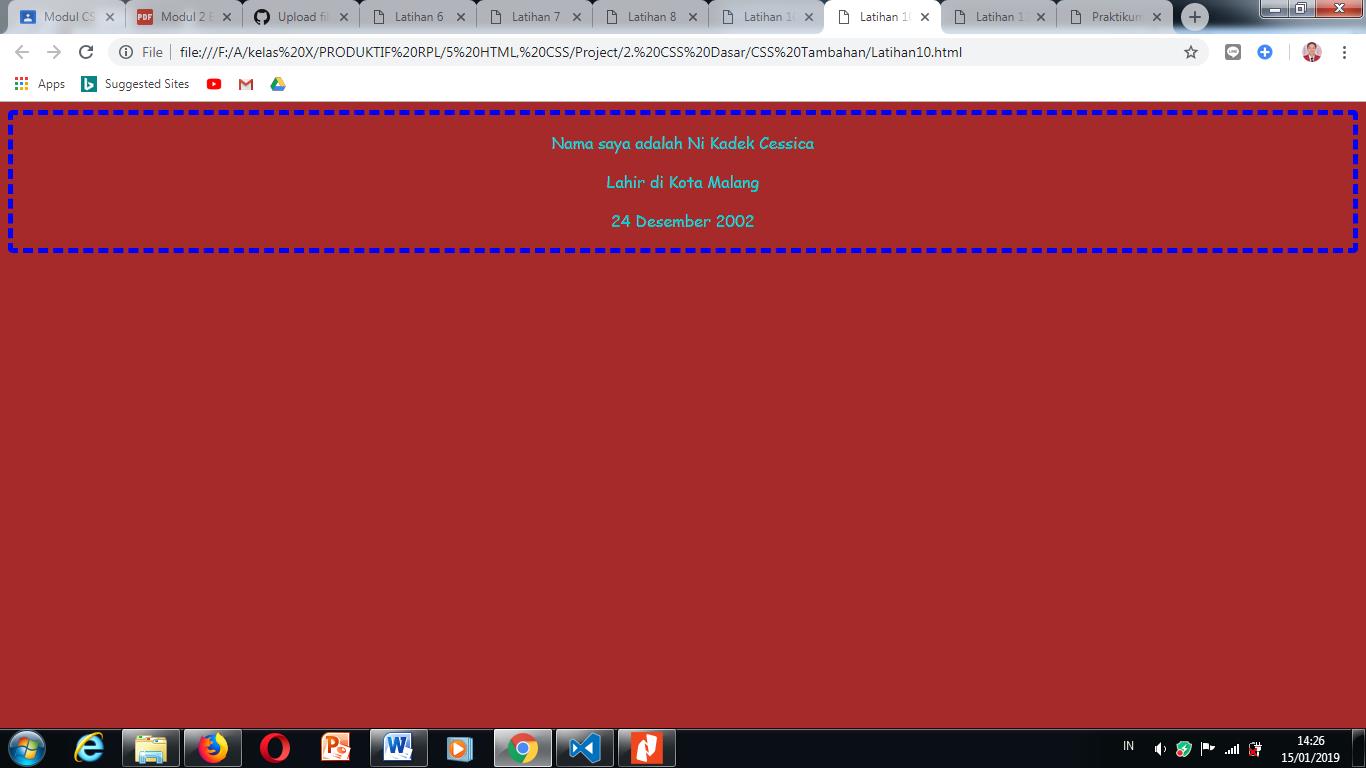 Modul CS
Modul 2 E
Upload fil
Latihan 6
Latihan 7
Latihan 8
Latihan 10
Latihan 10
Latihan 1
Praktikum
File
file:///F:/A/kelas%20X/PRODUKTIF%20RPL/5%20HTML,%20CSS/Project/2.%20CSS%20Dasar/CSS%20Tambahan/Latihan10.html
Apps
Suggested Sites
Nama saya adalah Ni Kadek Cessica
Lahir di Kota Malang
24 Desember 2002
IN
14:26
15/01/2019